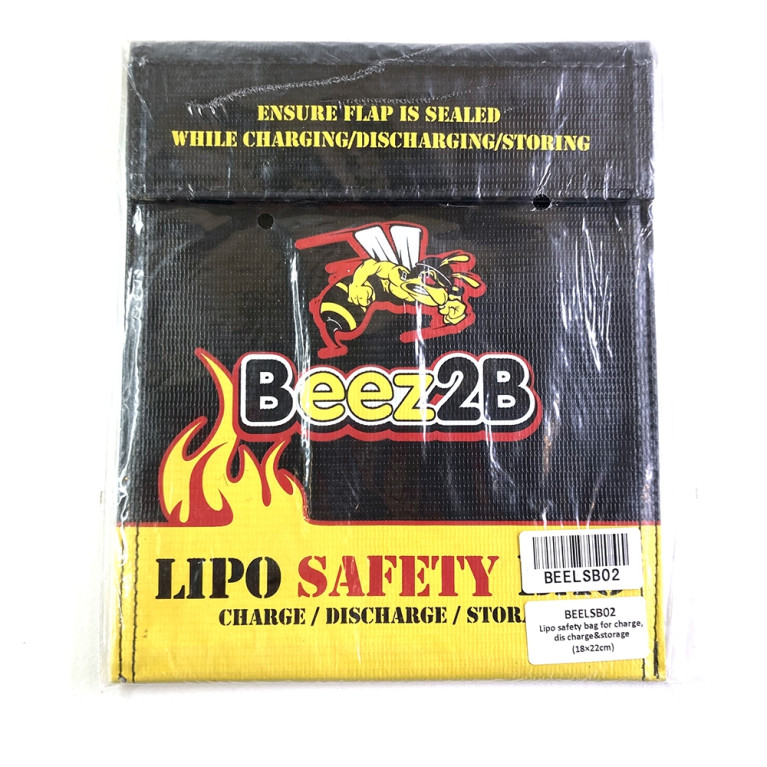 ENSURE FLAP IS SEALED
WHILE CHARGING/DISCHARGING/STORING
Beez2B
LIPO SAFETY
CHARGE / DISCHARGE /
BEELSB02
BEELSB02
Lipo safety bag for charge,
dis charge&storage
(18×22cm)